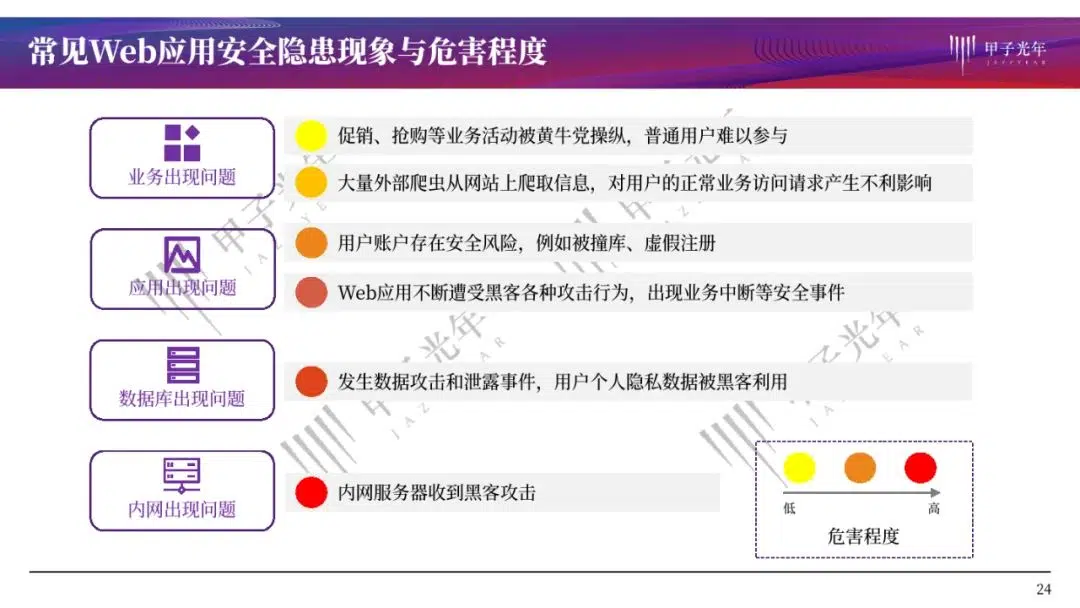 常见Web应用安全隐患现象与危害程度
甲子光年
JAZZYEAR
业务出现问题
促销、抢购等业务活动被黄牛党操纵，普通用户难以参与
大量外部爬虫从网站上爬取信息，对用户的正常业务访问请求产生不利影响
应用出现问题
用户账户存在安全风险，例如被撞库、虚假注册
Web应用不断遭受黑客各种攻击行为，出现业务中断等安全事件
数据库出现问题
发生数据攻击和泄露事件，用户个人隐私数据被黑客利用
内网出现问题
内网服务器收到黑客攻击
低
高
危害程度
24